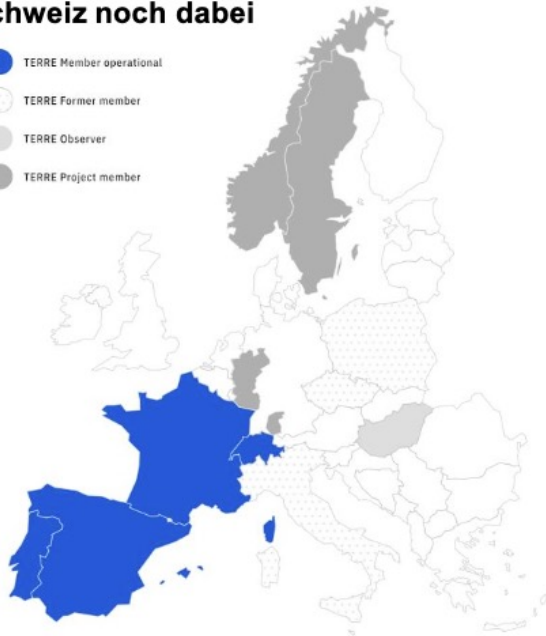 chweiz noch dabei
TERRE Member operational
TERRE Former member
TERRE Observer
TERRE Project member